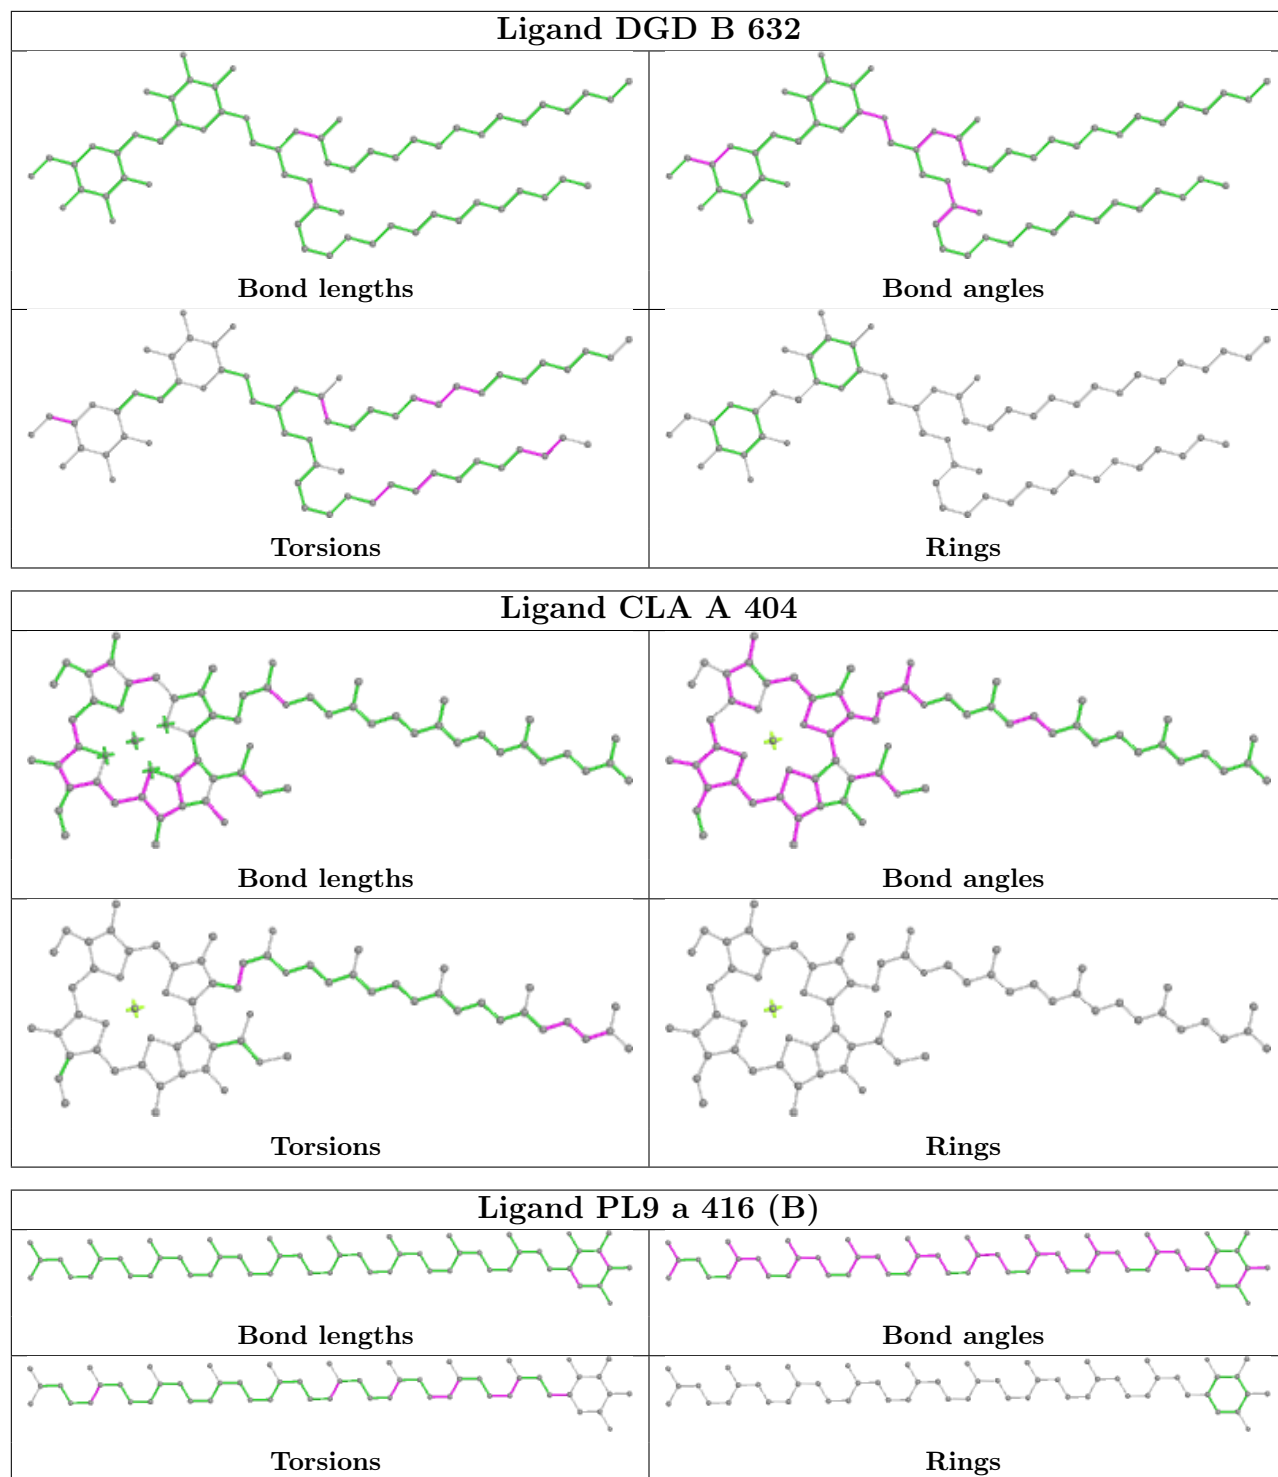 Ligand DGD B 632
Bond lengths
Bond angles
Torsions
Rings
Ligand CLA A 404
Bond lengths
Bond angles
Torsions
Rings
Ligand PL9 a 416 (B)
Bond lengths
Bond angles
Torsions
Rings